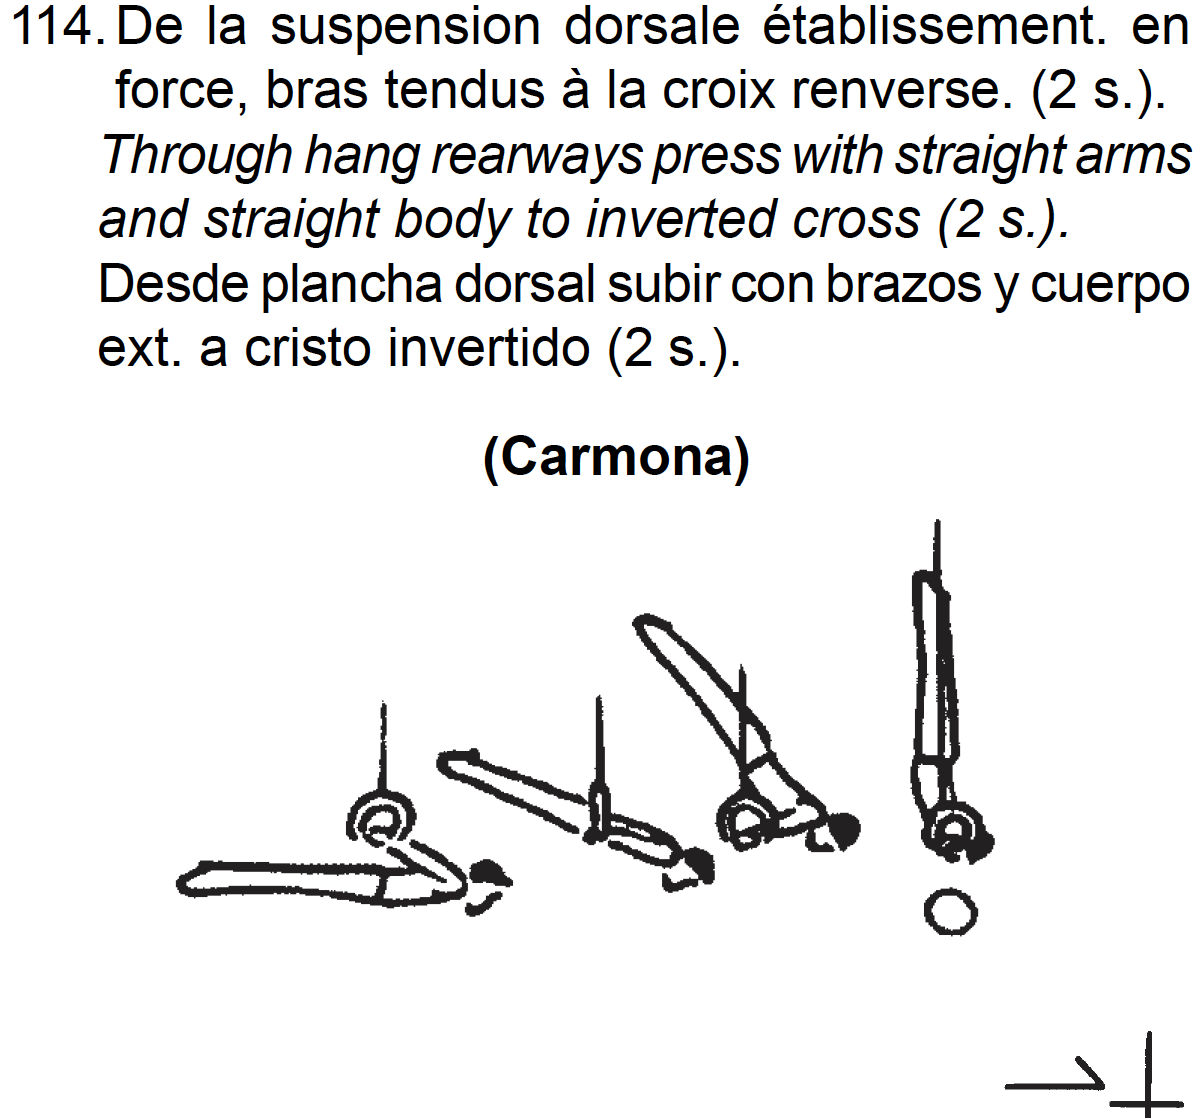 114. De la suspension dorsale établissement. en
force, bras tendus à la croix renverse. (2 s.).
Through hang rearways press with straight arms
and straight body to inverted cross (2 s.).
Desde plancha dorsal subir con brazos y cuerpo
ext. a cristo invertido (2 s.).
(Carmona)